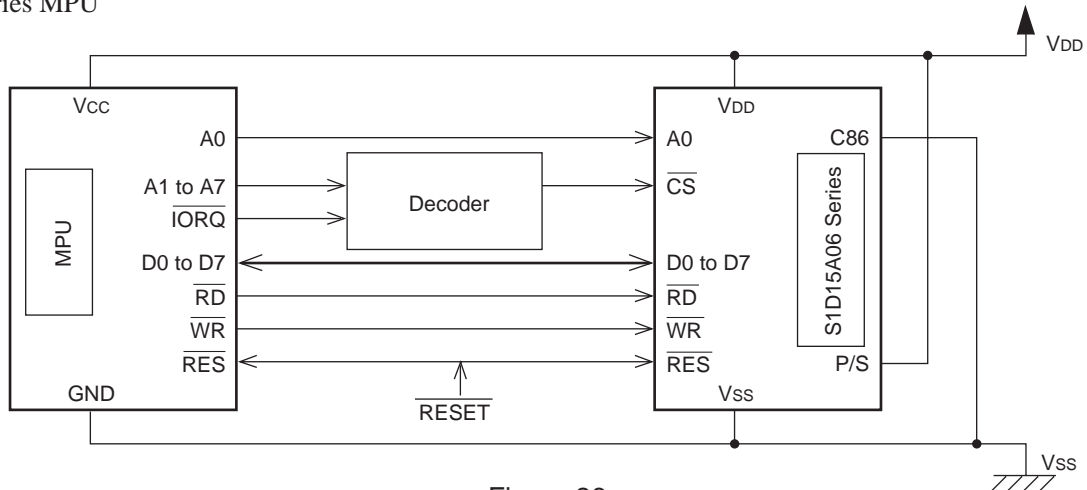 ries MPU
VDD
VCC
VDD
A0
A0
C86
A1 to A7
Decoder
CS
IORQ
MPU
S1D15A06 Series
D0 to D7
D0 to D7
RD
RD
WR
WR
RES
RES
P/S
GND
RESET
VSS
VSS